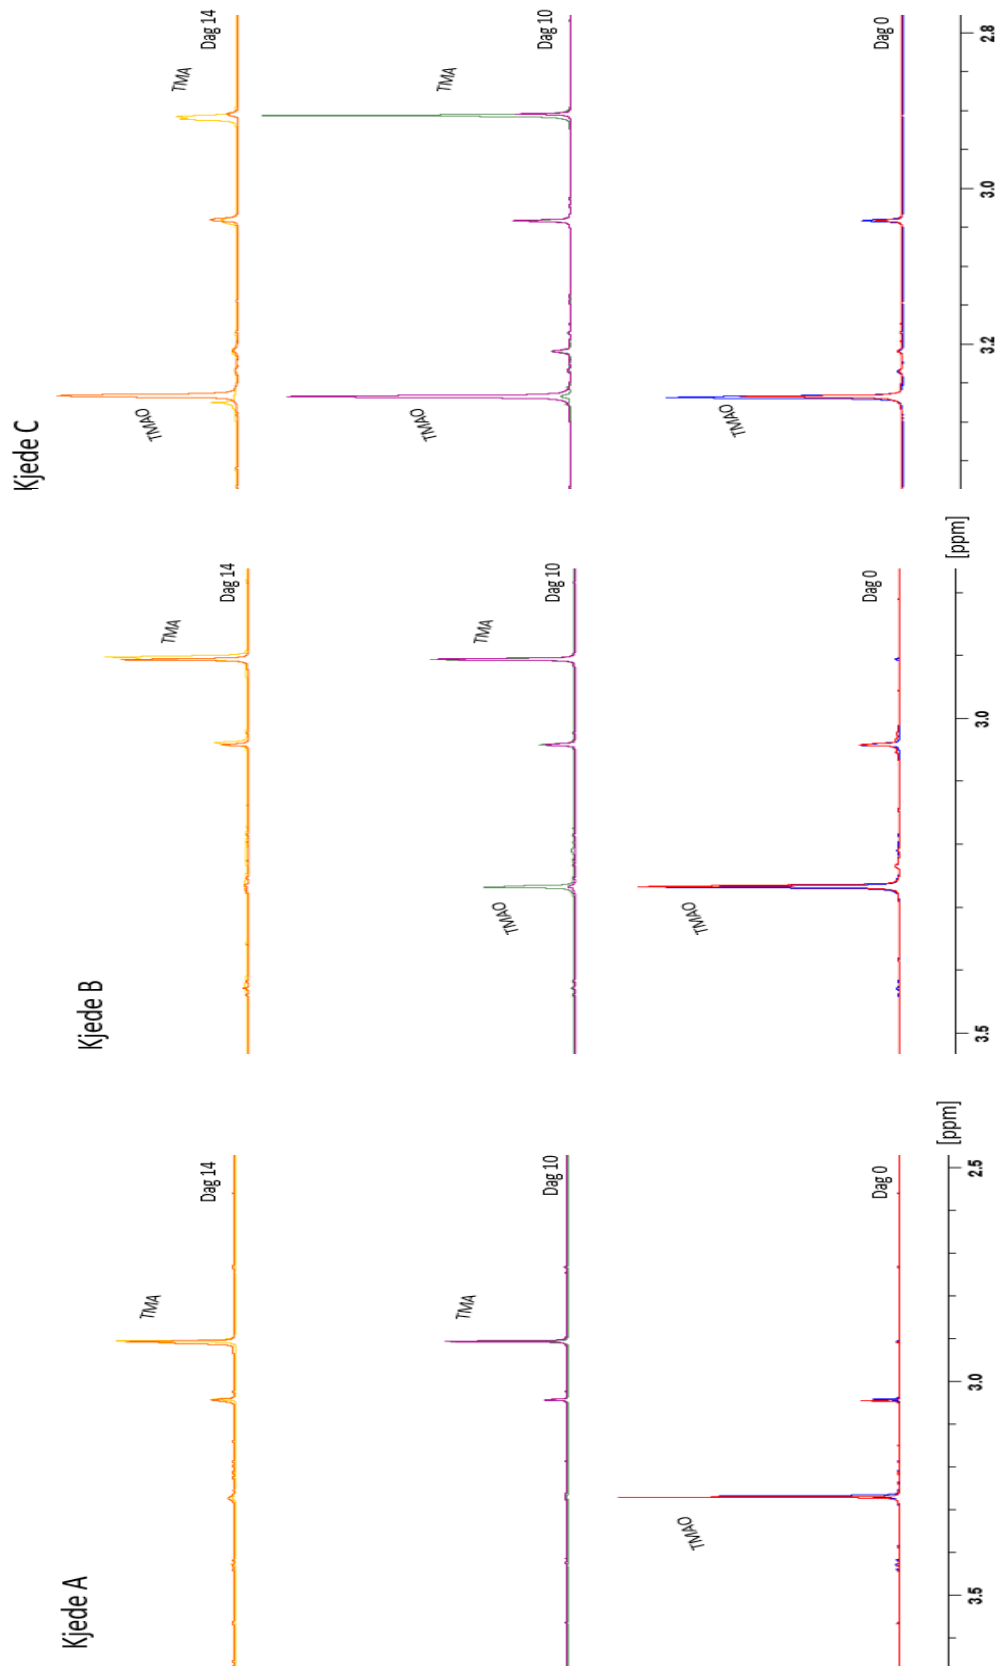 Kjede A
Dag 14
TMA
Dag 10
TMA
Dag 0
TMAO
3.5
3.0
2.5
[ppm]
Kjede B
Dag 14
TMA
Dag 10
TMA
TMAO
Dag 0
TMAO
3.5
3.0
[ppm]
Kjede C
Dag 14
TMA
TMAO
Dag 10
TMA
TMAO
Dag 0
TMAO
3.2
3.0
2.8